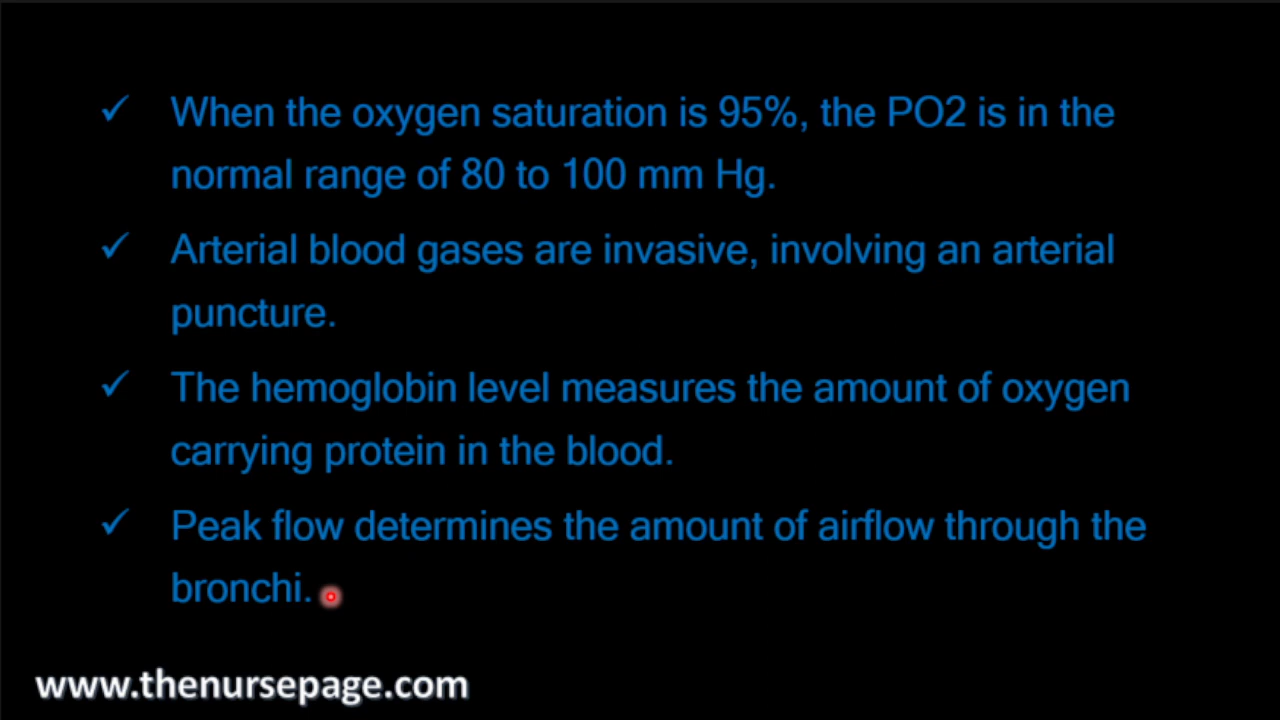 ✓ When the oxygen saturation is 95%, the PO2 is in the
normal range of 80 to 100 mm Hg.
✓ Arterial blood gases are invasive, involving an arterial
puncture.
✓ The hemoglobin level measures the amount of oxygen
carrying protein in the blood.
✓ Peak flow determines the amount of airflow through the
bronchi.
www.thenursepage.com